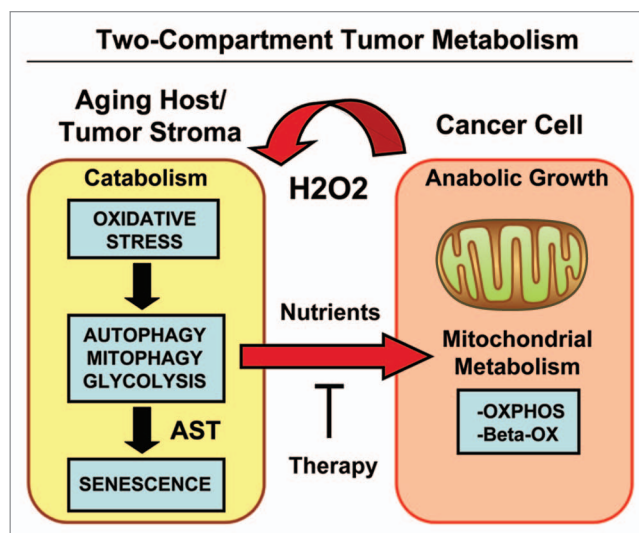 Two-Compartment Tumor Metabolism
Aging Host/
Tumor Stroma
Cancer Cell
H2O2
Catabolism
OXIDATIVE
STRESS
AUTOPHAGY
MITOPHAGY
GLYCOLYSIS
AST
SENESCENCE
Nutrients
Therapy
Anabolic Growth
Mitochondrial
Metabolism
-OXPHOS
-Beta-OX